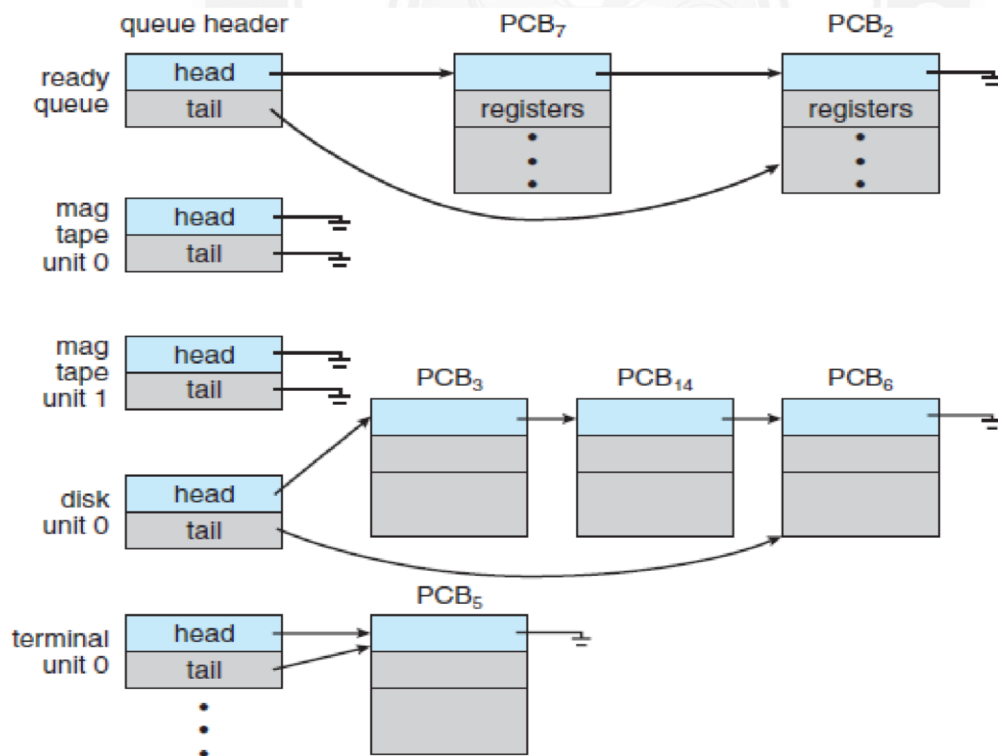 queue header PCB₇ PCB₂
ready queue
head
tail
registers registers
mag tape unit 0
head
tail
mag tape unit 1
head
tail
PCB₃ PCB₁₄ PCB₆
disk unit 0
head
tail
PCB₅
terminal unit 0
head
tail